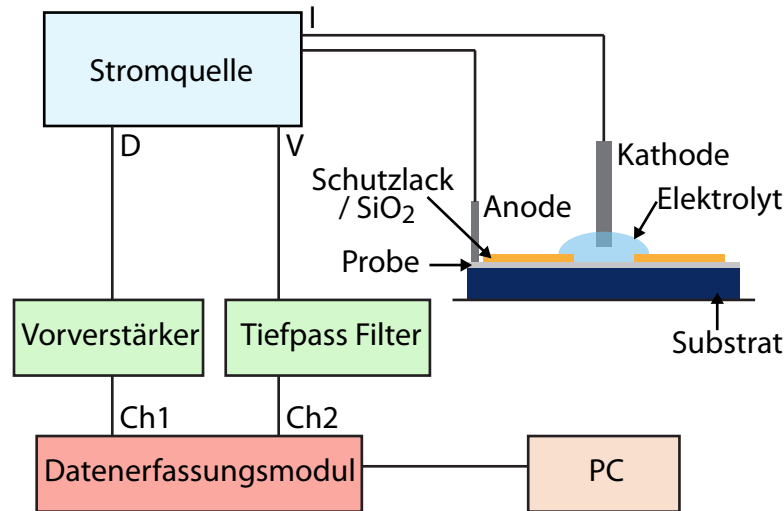 I
Stromquelle
D
V
Kathode
Schutzlack
/ SiO₂
Anode
Elektrolyt
Probe
Vorverstärker
Tiefpass Filter
Substrat
Ch1
Ch2
Datenerfassungsmodul
PC